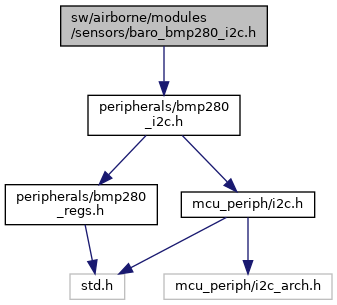 sw/airborne/modules
/sensors/baro_bmp280_i2c.h
peripherals/bmp280
_i2c.h
peripherals/bmp280
_regs.h
mcu_periph/i2c.h
std.h
mcu_periph/i2c_arch.h